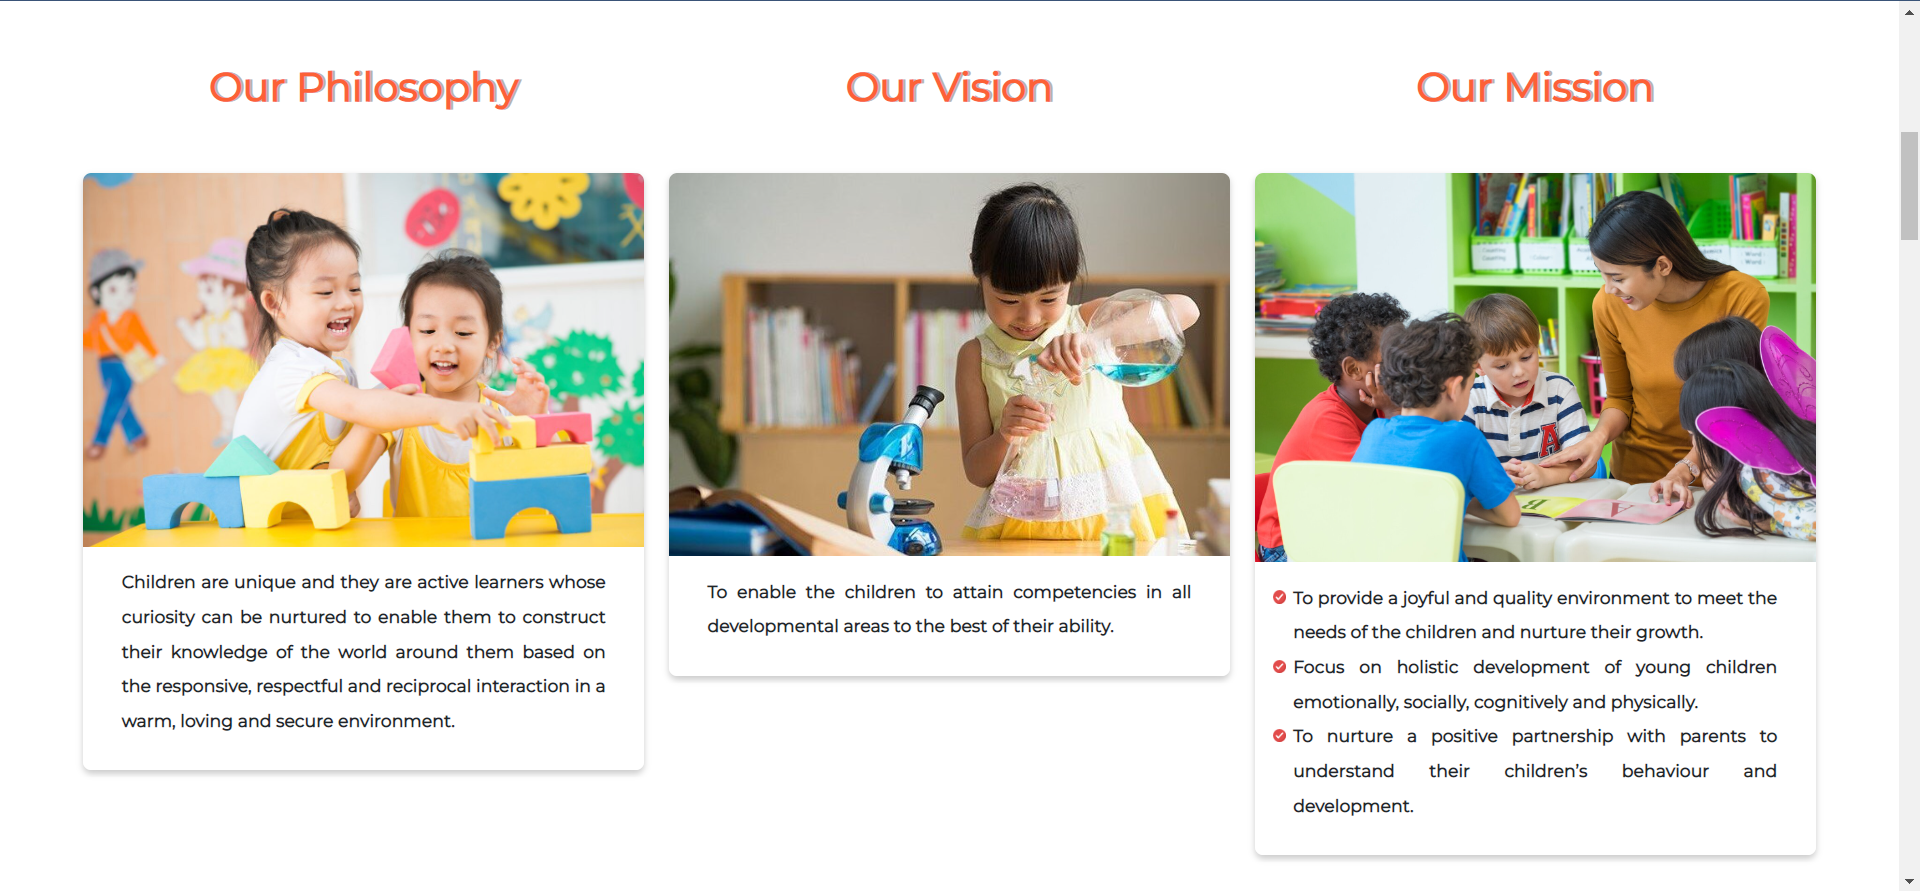 Our Philosophy
Children are unique and they are active learners whose
curiosity can be nurtured to enable them to construct
their knowledge of the world around them based on
the responsive, respectful and reciprocal interaction in a
warm, loving and secure environment.
Our Vision
To enable the children to attain competencies in all
developmental areas to the best of their ability.
Our Mission
To provide a joyful and quality environment to meet the
needs of the children and nurture their growth.
Focus on holistic development of young children
emotionally, socially, cognitively and physically.
To nurture a positive partnership with parents to
understand their children’s behaviour and
development.